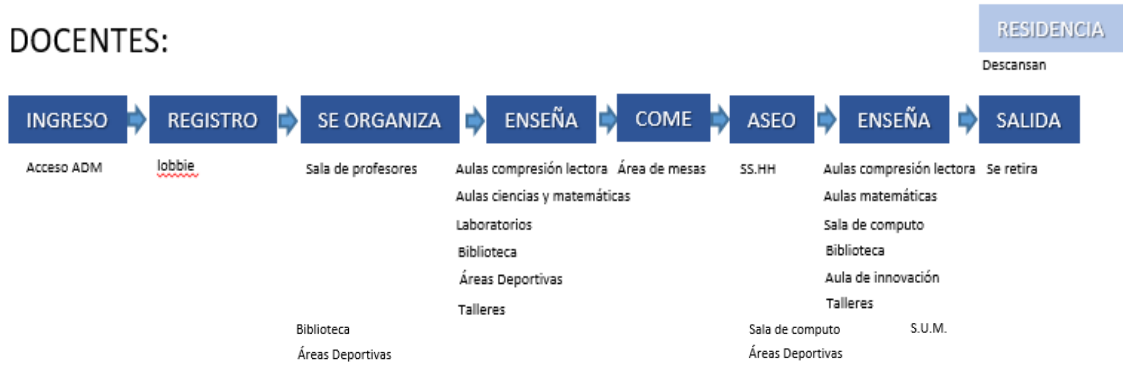 DOCENTES:
RESIDENCIA
Descansan
INGRESO
REGISTRO
SE ORGANIZA
ENSEÑA
COME
ASEO
ENSEÑA
SALIDA
Acceso ADM
lobbie
Sala de profesores
Aulas compresión lectora
Aulas ciencias y matemáticas
Laboratorios
Biblioteca
Áreas Deportivas
Talleres
Área de mesas
SS.HH
Aulas compresión lectora
Aulas matemáticas
Sala de computo
Biblioteca
Aula de innovación
Talleres
Se retira
Biblioteca
Áreas Deportivas
Sala de computo
Áreas Deportivas
S.U.M.